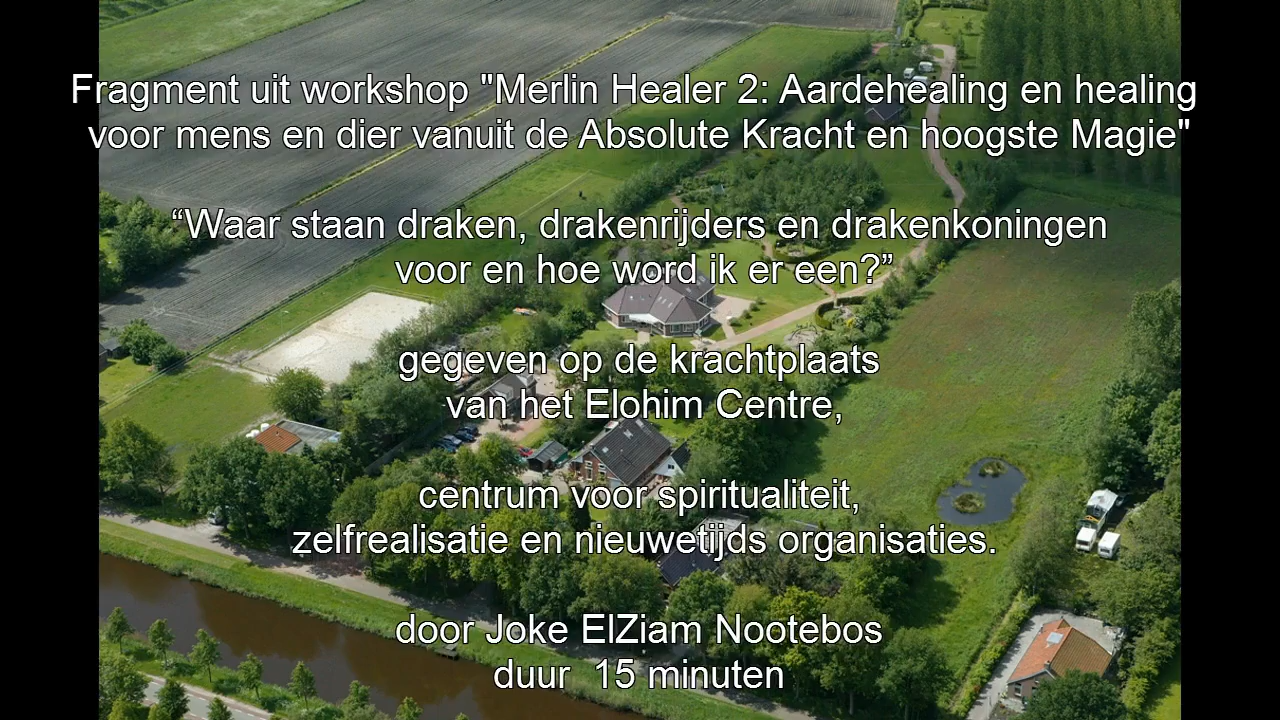 Fragment uit workshop "Merlin Healer 2: Aardehealing en healing
voor mens en dier vanuit de Absolute Kracht en hoogste Magie"
“Waar staan draken, drakenrijders en drakenkoningen
voor en hoe word ik er een?”
gegeven op de krachtplaats
van het Elohim Centre,
centrum voor spiritualiteit,
zelfrealisatie en nieuwetijds organisaties.
door Joke ElZiam Nootebos
duur  15 minuten